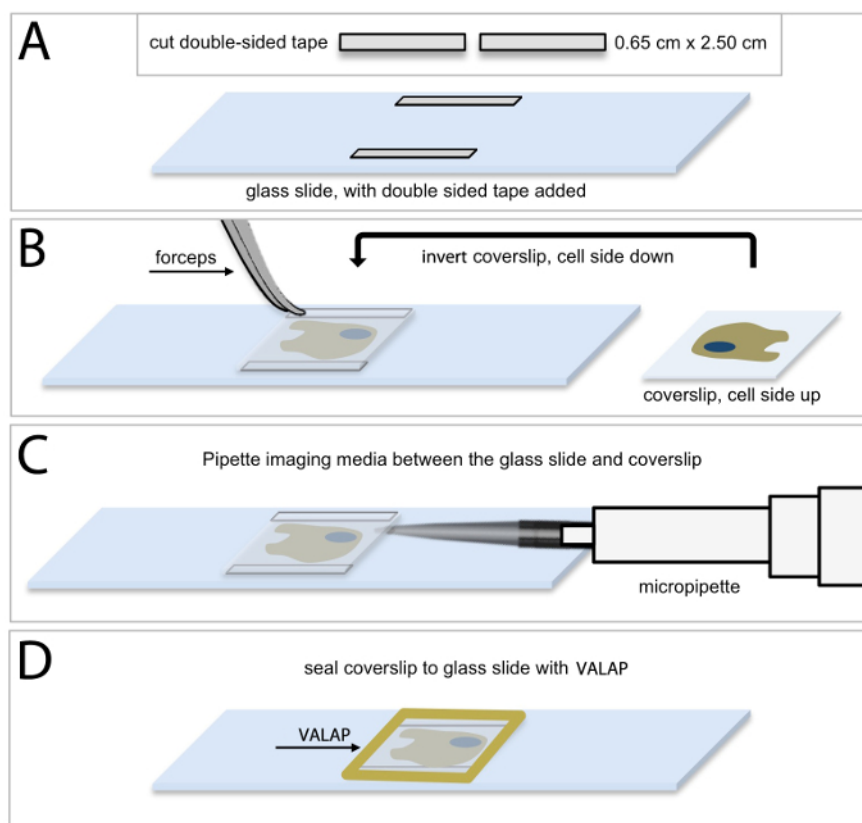 A
cut double-sided tape
0.65 cm x 2.50 cm
glass slide, with double sided tape added
B
forceps
invert coverslip, cell side down
coverslip, cell side up
C
Pipette imaging media between the glass slide and coverslip
micropipette
D
seal coverslip to glass slide with VALAP
VALAP